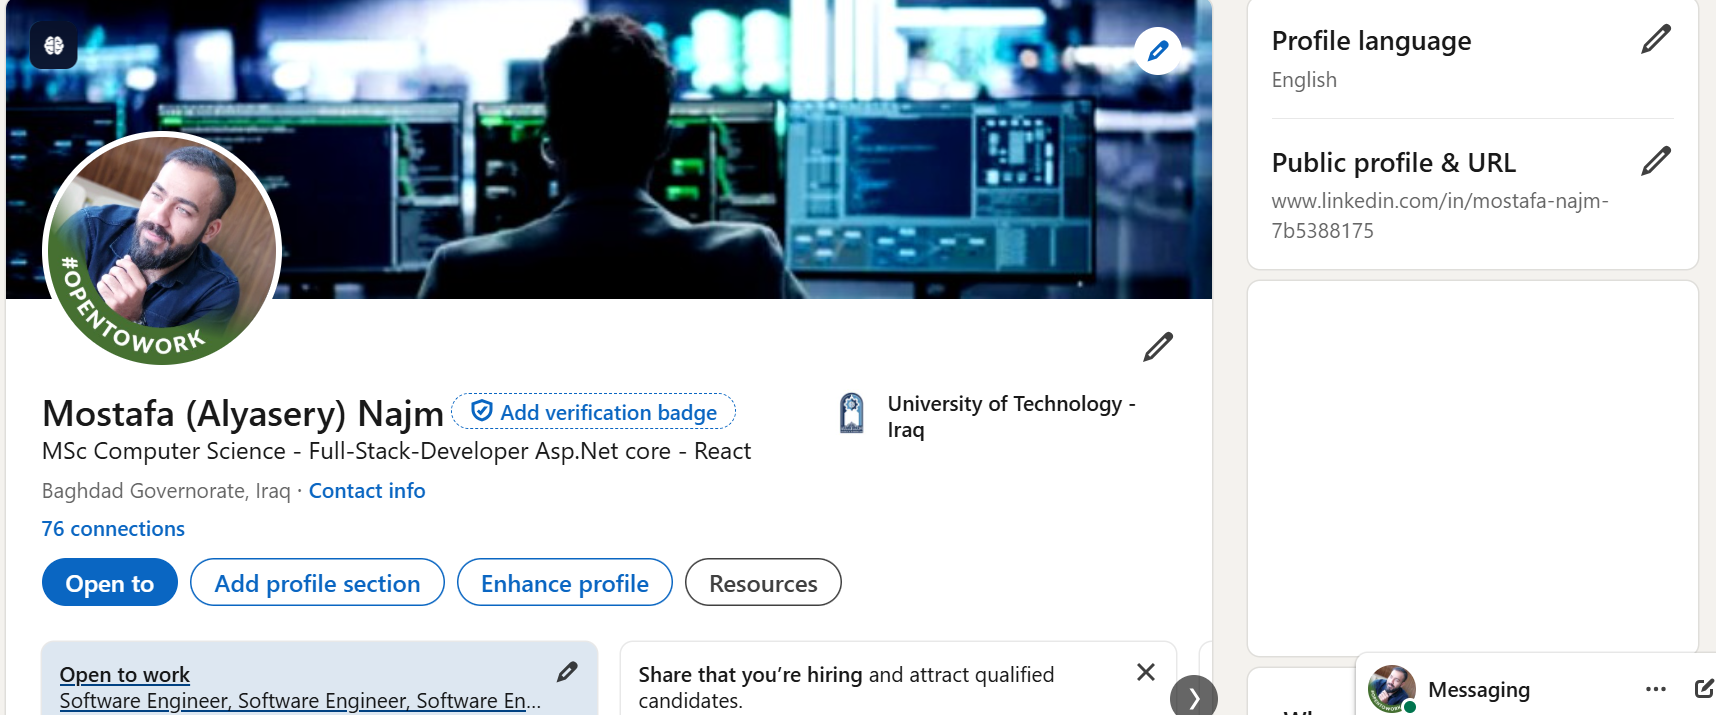 #OPENTOWORK
Mostafa (Alyasery) Najm
Add verification badge
MSc Computer Science - Full-Stack-Developer Asp.Net core - React
Baghdad Governorate, Iraq · Contact info
76 connections
University of Technology -
Iraq
Open to
Add profile section
Enhance profile
Resources
Open to work
Software Engineer, Software Engineer, Software En...
Share that you’re hiring and attract qualified
candidates.
Profile language
English
Public profile & URL
www.linkedin.com/in/mostafa-najm-
7b5388175
Messaging